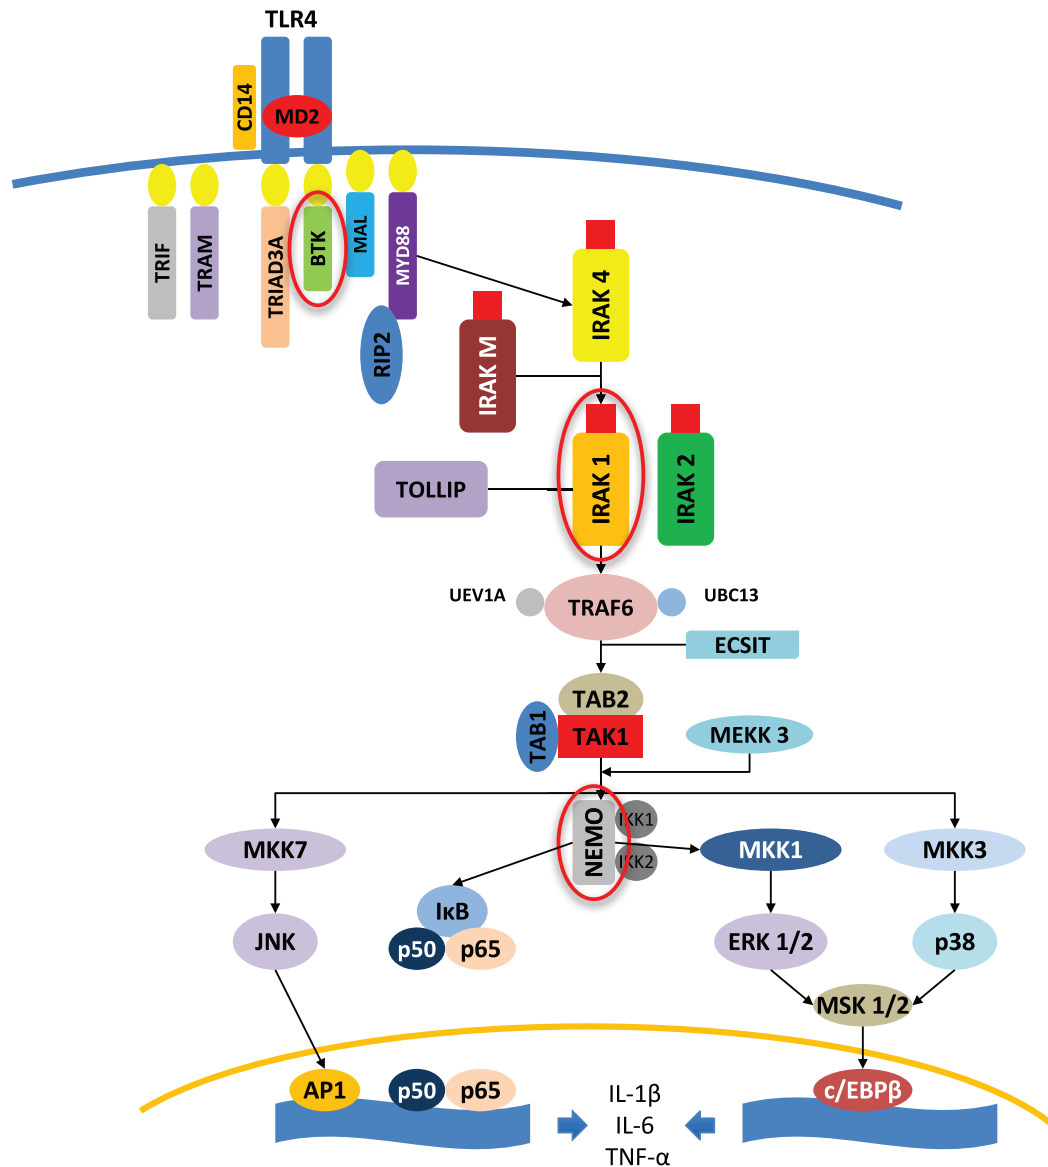 TLR4
CD14
MD2
TRIF
TRAM
TRIAD3A
BTK
MAL
MYD88
RIP2
IRAK 4
IRAK M
IRAK 1
IRAK 2
TOLLIP
UEV1A
TRAF6
UBC13
ECSIT
TAB2
TAB1
TAK1
MEKK 3
NEMO
IKK1
IKK2
MKK7
MKK1
MKK3
IκB
p50
p65
JNK
ERK 1/2
p38
MSK 1/2
AP1
p50
p65
c/EBPβ
IL-1β
IL-6
TNF-α